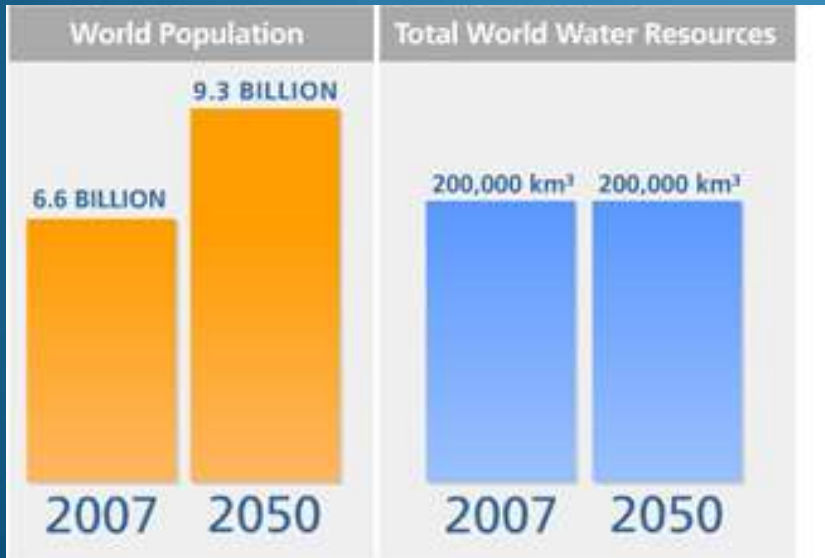 World Population
9.3 BILLION
6.6 BILLION
2007 2050
Total World Water Resources
200,000 km³ 200,000 km³
2007 2050